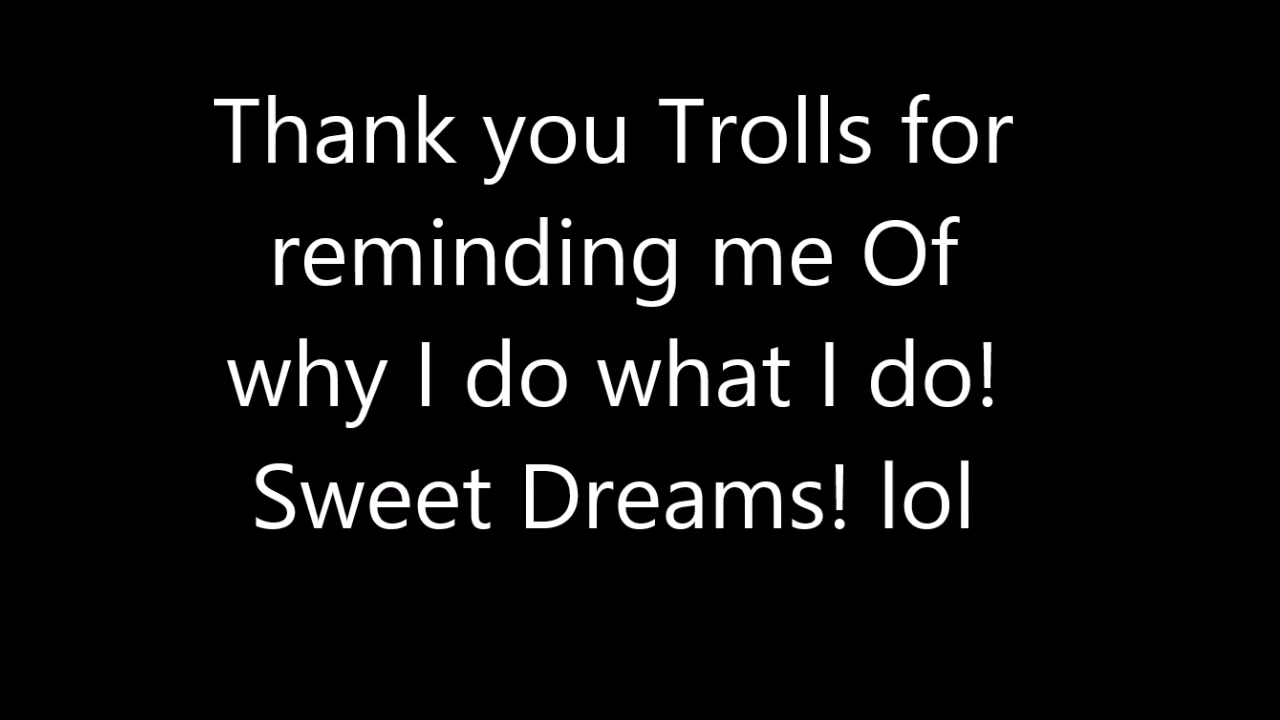 Thank you Trolls for
reminding me Of
why I do what I do!
Sweet Dreams! lol